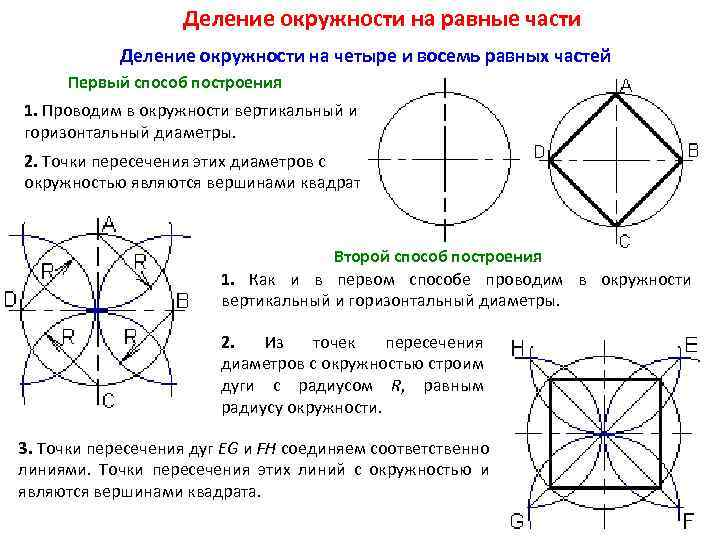 Деление окружности на равные части
Деление окружности на четыре и восемь равных частей
Первый способ построения
1. Проводим в окружности вертикальный и
горизонтальный диаметры.
2. Точки пересечения этих диаметров с
окружностью являются вершинами квадрат
A
D
B
C
A
R
R
D
B
R
R
C
Второй способ построения
1. Как и в первом способе проводим в окружности
вертикальный и горизонтальный диаметры.
2. Из точек пересечения
диаметров с окружностью строим
дуги с радиусом R, равным
радиусу окружности.
3. Точки пересечения дуг EG и FH соединяем соответственно
линиями. Точки пересечения этих линий с окружностью и
являются вершинами квадрата.
H
E
G
F